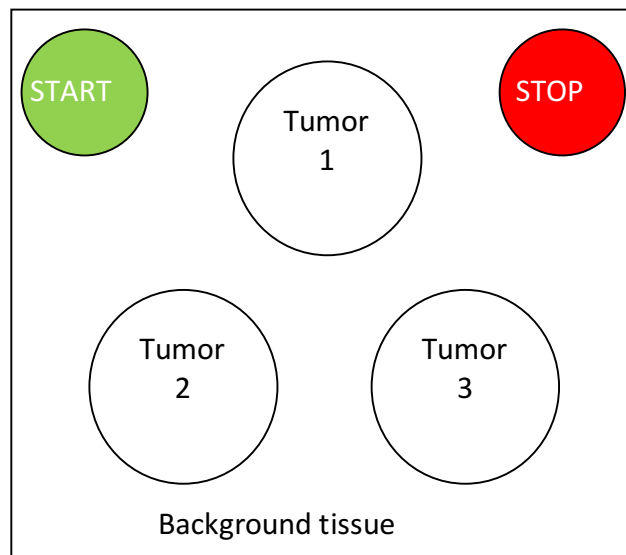 START
STOP
Tumor
1
Tumor
2
Tumor
3
Background tissue